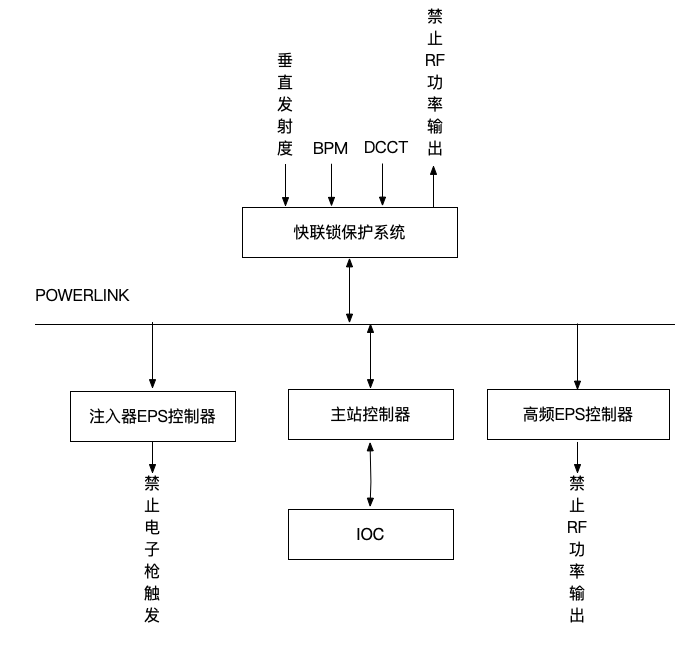 禁止RF功率输出
垂直发射度
BPM
DCCT
快联锁保护系统
POWERLINK
注入器EPS控制器
主站控制器
高频EPS控制器
禁止电子枪触发
IOC
禁止RF功率输出